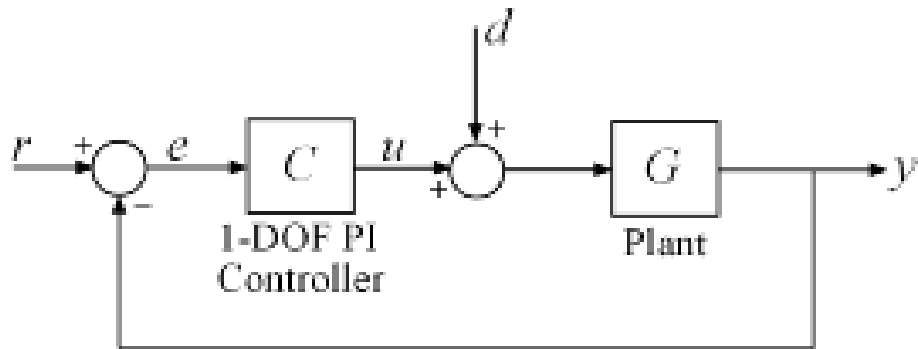 d
r
+
−
e
C
u
+
+
G
y
1-DOF PI
Controller
Plant